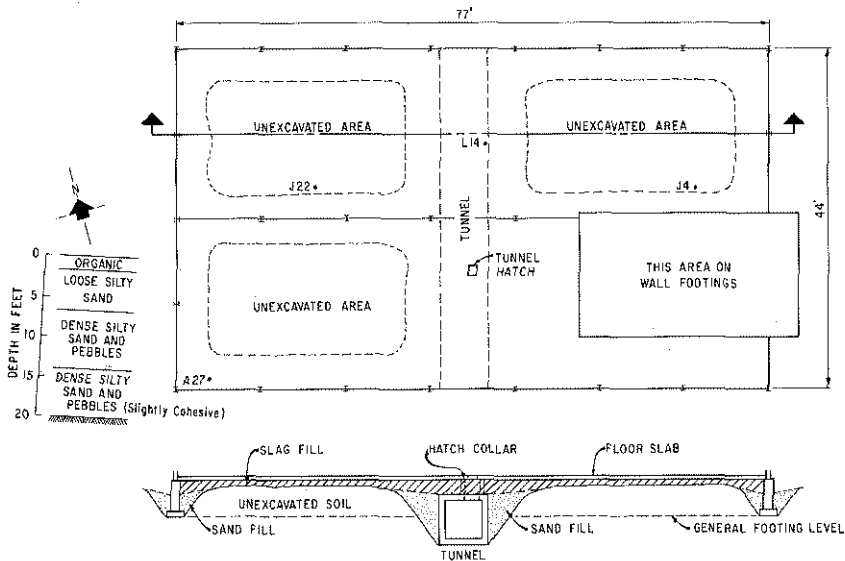 77'
UNEXCAVATED AREA
UNEXCAVATED AREA
L14
J22
J4
44'
N
TUNNEL
TUNNEL
HATCH
THIS AREA ON
WALL FOOTINGS
UNEXCAVATED AREA
A27
DEPTH IN FEET
0
5
10
15
20
ORGANIC
LOOSE SILTY
SAND
DENSE SILTY
SAND AND
PEBBLES
DENSE SILTY
SAND AND
PEBBLES (Slightly Cohesive)
SLAG FILL
HATCH COLLAR
FLOOR SLAB
UNEXCAVATED SOIL
SAND FILL
SAND FILL
GENERAL FOOTING LEVEL
TUNNEL